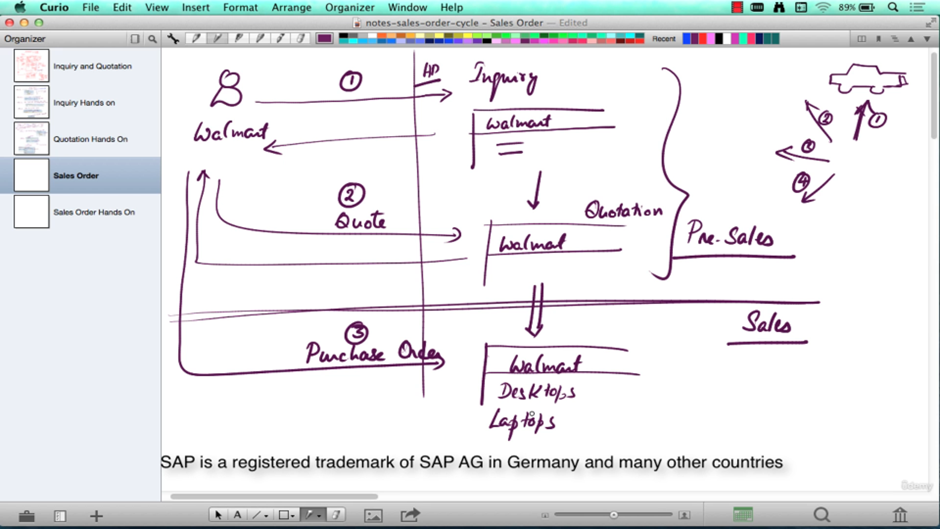 Curio File Edit View Insert Format Arrange Organizer Window Help 89%
notes-sales-order-cycle – Sales Order — Edited
Organizer
Recent
Inquiry and Quotation
Inquiry Hands on
Quotation Hands On
Sales Order
Sales Order Hands On
1
HP
Inquiry
Walmart
Walmart
2
Quote
Quotation
Walmat
Pre-Sales
1
2
3
4
Sales
3
Purchase Order
Walmart
Desktops
Laptops
SAP is a registered trademark of SAP AG in Germany and many other countries
Udemy